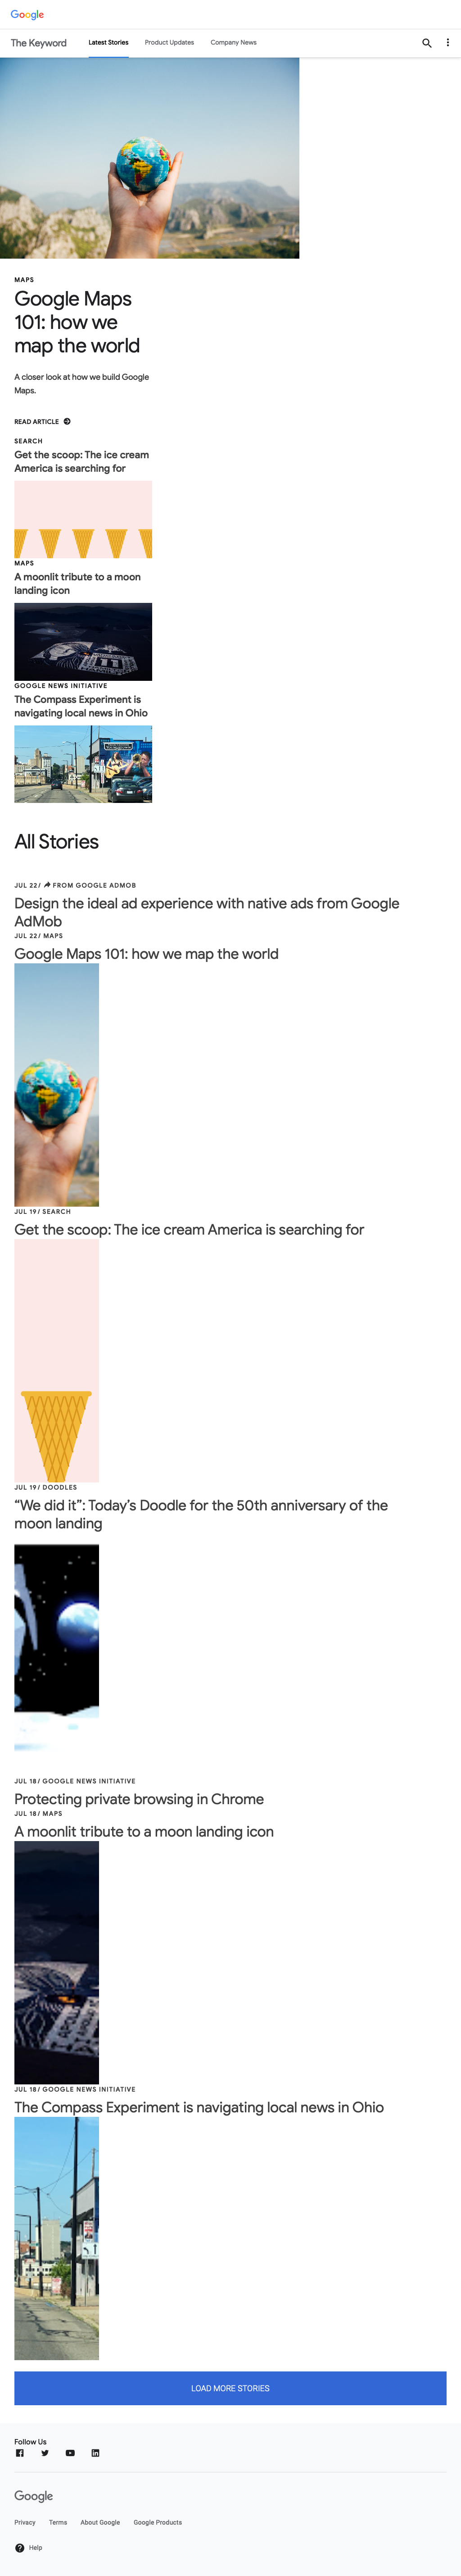 Google
The Keyword
Latest Stories
Product Updates
Company News
MAPS
Google Maps
101: how we
map the world
A closer look at how we build Google
Maps.
READ ARTICLE
SEARCH
Get the scoop: The ice cream
America is searching for
MAPS
A moonlit tribute to a moon
landing icon
GOOGLE NEWS INITIATIVE
The Compass Experiment is
navigating local news in Ohio
All Stories
JUL 22/ FROM GOOGLE ADMOB
Design the ideal ad experience with native ads from Google
AdMob
JUL 22/ MAPS
Google Maps 101: how we map the world
JUL 19/ SEARCH
Get the scoop: The ice cream America is searching for
JUL 19/ DOODLES
“We did it”: Today’s Doodle for the 50th anniversary of the
moon landing
JUL 18/ GOOGLE NEWS INITIATIVE
Protecting private browsing in Chrome
JUL 18/ MAPS
A moonlit tribute to a moon landing icon
JUL 18/ GOOGLE NEWS INITIATIVE
The Compass Experiment is navigating local news in Ohio
LOAD MORE STORIES
Follow Us
Google
Privacy
Terms
About Google
Google Products
Help